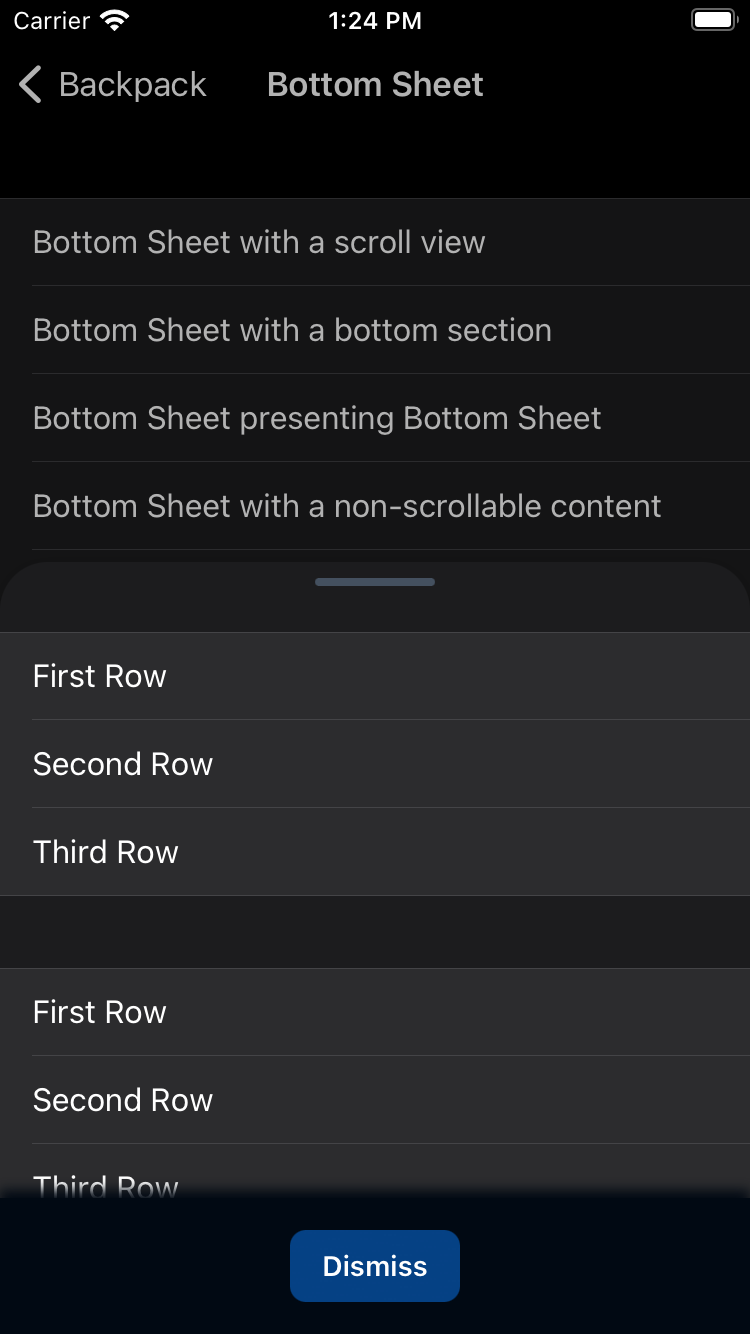 Carrier 1:24 PM
Backpack Bottom Sheet
Bottom Sheet with a scroll view
Bottom Sheet with a bottom section
Bottom Sheet presenting Bottom Sheet
Bottom Sheet with a non-scrollable content
First Row
Second Row
Third Row
First Row
Second Row
Third Row
Dismiss